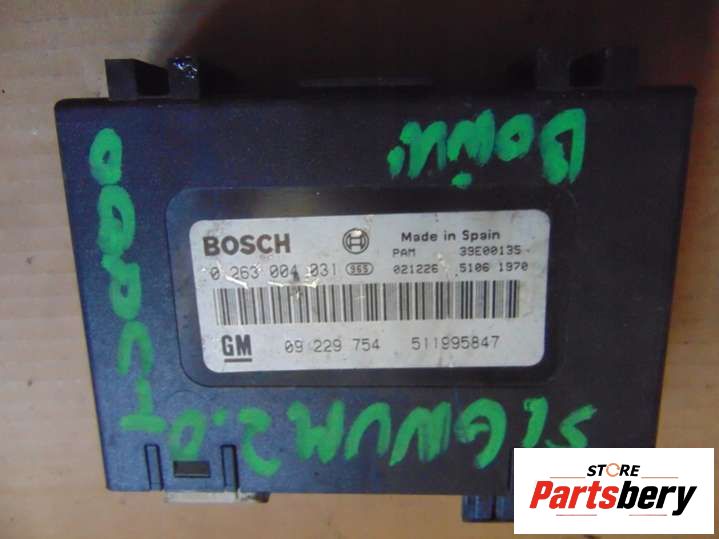 BOSCH
Made in Spain
PAM 39E00135
0 263 004 031 965 021226 5106 1970
GM 09 229 754 511995847
SIGNUM 2.0T
STORE
Partsbery